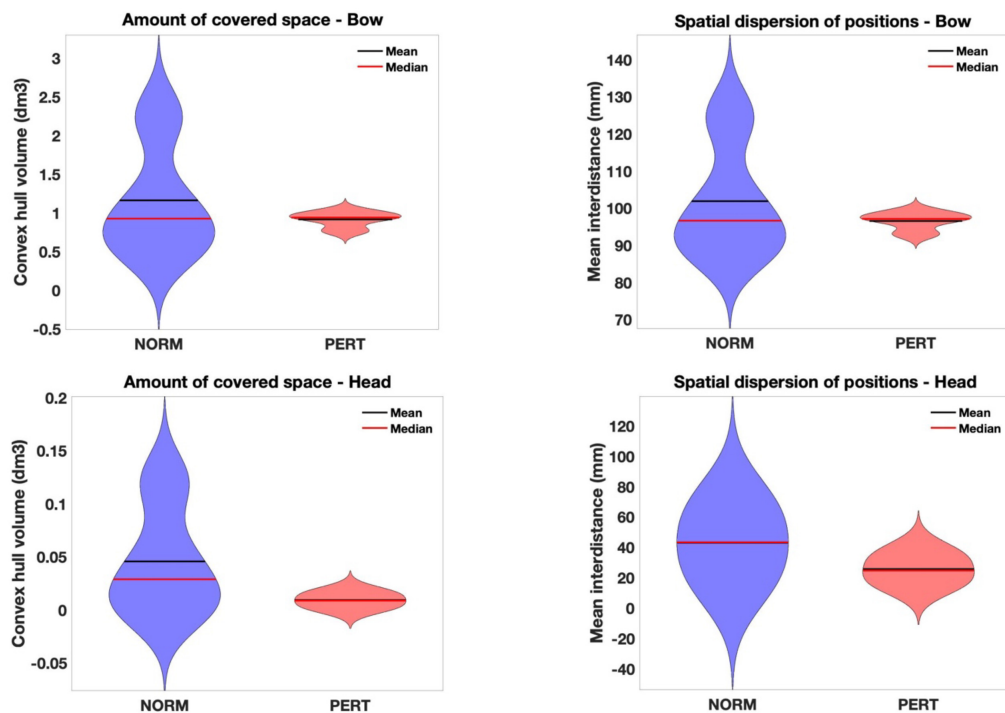 Amount of covered space - Bow
Convex hull volume (dm3)
3
2.5
2
1.5
1
0.5
0
-0.5
Mean
Median
NORM
PERT
Spatial dispersion of positions - Bow
Mean interdistance (mm)
140
130
120
110
100
90
80
70
Mean
Median
NORM
PERT
Amount of covered space - Head
Convex hull volume (dm3)
0.2
0.15
0.1
0.05
0
-0.05
Mean
Median
NORM
PERT
Spatial dispersion of positions - Head
Mean interdistance (mm)
120
100
80
60
40
20
0
-20
-40
Mean
Median
NORM
PERT